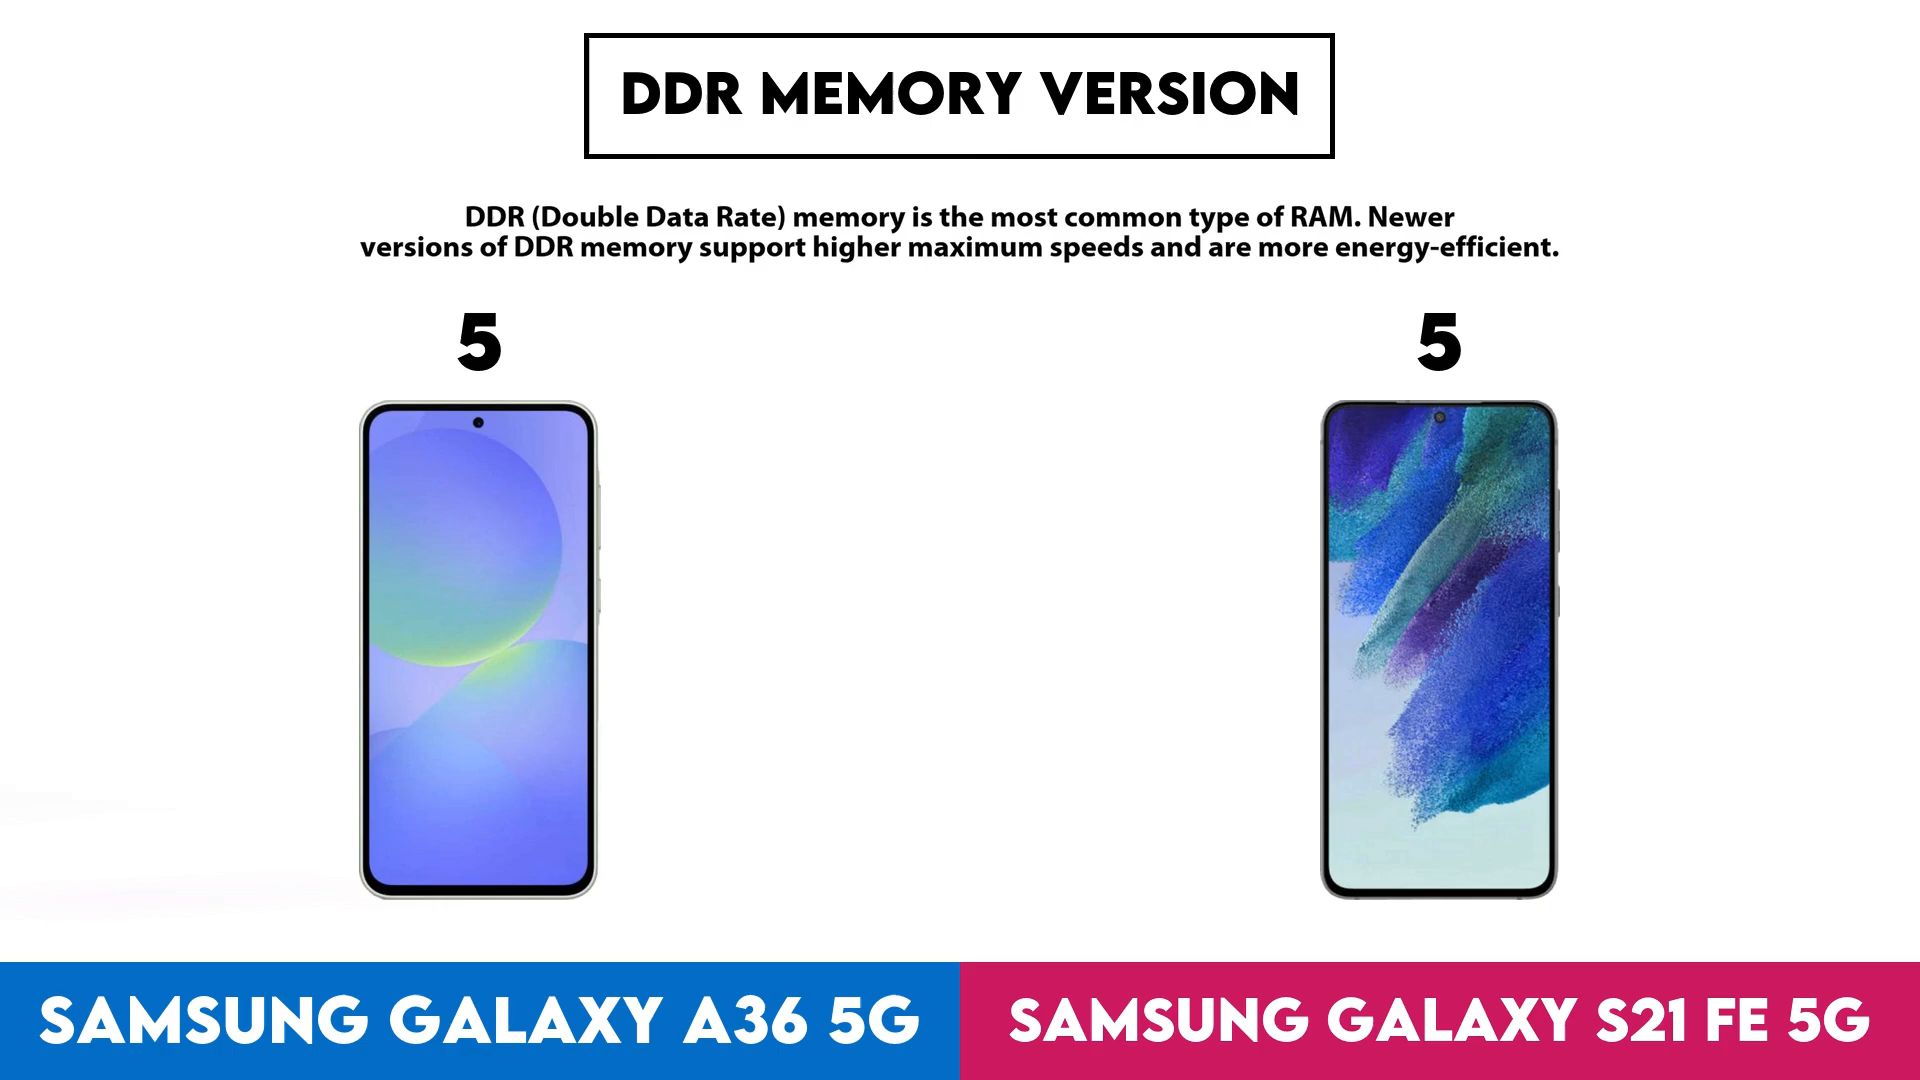 DDR MEMORY VERSION
DDR (Double Data Rate) memory is the most common type of RAM. Newer
versions of DDR memory support higher maximum speeds and are more energy-efficient.
5
5
SAMSUNG GALAXY A36 5G
SAMSUNG GALAXY S21 FE 5G